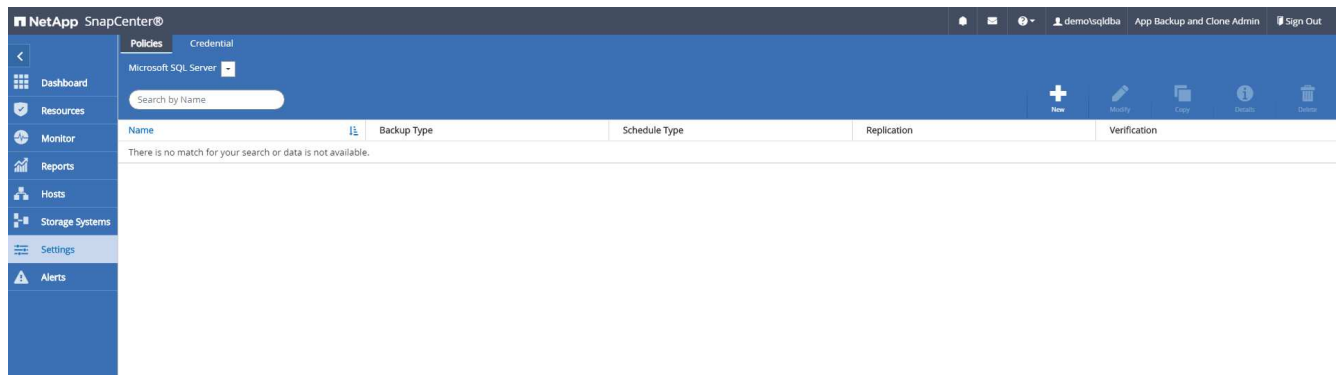 NetApp SnapCenter®
demo\sqldba App Backup and Clone Admin Sign Out
Policies Credential
Microsoft SQL Server
Search by Name
New Modify Copy Details Delete
Name Backup Type Schedule Type Replication Verification
There is no match for your search or data is not available.
Dashboard
Resources
Monitor
Reports
Hosts
Storage Systems
Settings
Alerts